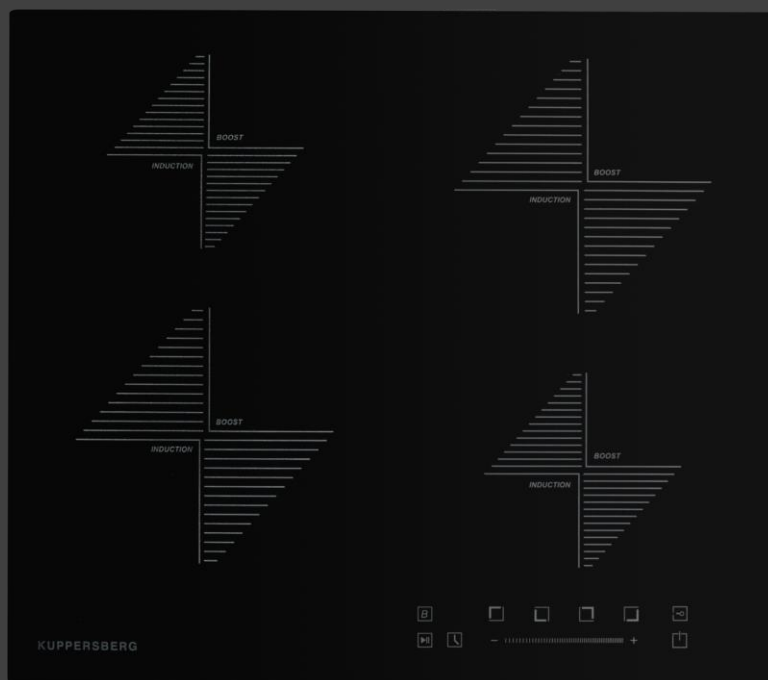 BOOST
INDUCTION
BOOST
INDUCTION
BOOST
INDUCTION
BOOST
INDUCTION
B
KUPPERSBERG
− +